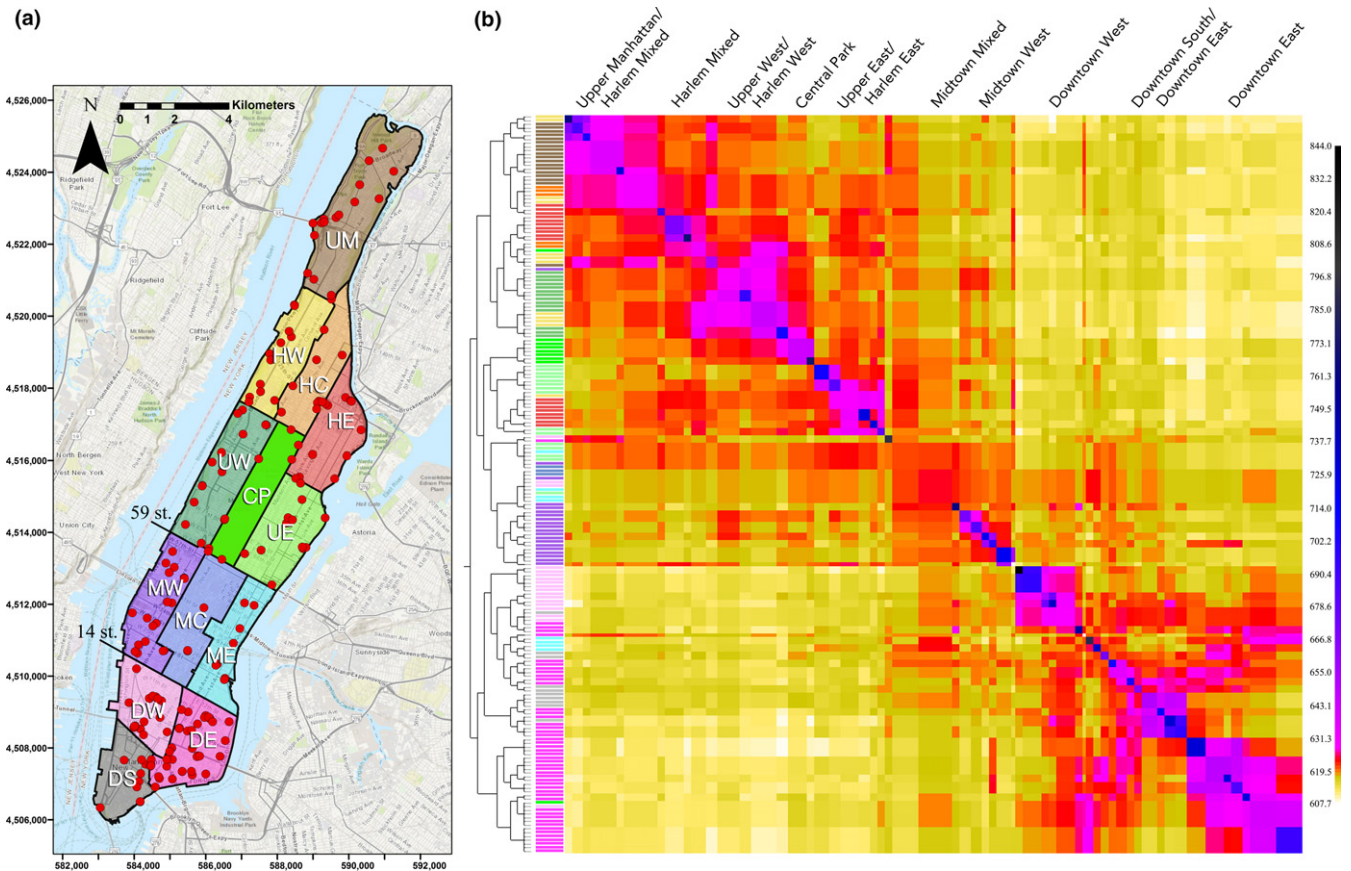 (a)
(b)
Upper Manhattan/
Harlem Mixed
Harlem Mixed
Upper West/
Harlem West
Central Park
Upper East/
Harlem East
Midtown Mixed
Midtown West
Downtown West
Downtown South/
Downtown East
Downtown East
4,526,000
4,524,000
4,522,000
4,520,000
4,518,000
4,516,000
4,514,000
4,512,000
4,510,000
4,508,000
4,506,000
N
0 1 2 4 Kilometers
Ridgefield
Park
Fort Lee
Ridgefield
Cliffside
Park
North Bergen
West New York
Union City
Astoria
UM
HW
HC
HE
UW
CP
UE
59 st.
MW
MC
ME
14 st.
DW
DE
DS
582,000 584,000 586,000 588,000 590,000 592,000
844.0
832.2
820.4
808.6
796.8
785.0
773.1
761.3
749.5
737.7
725.9
714.0
702.2
690.4
678.6
666.8
655.0
643.1
631.3
619.5
607.7